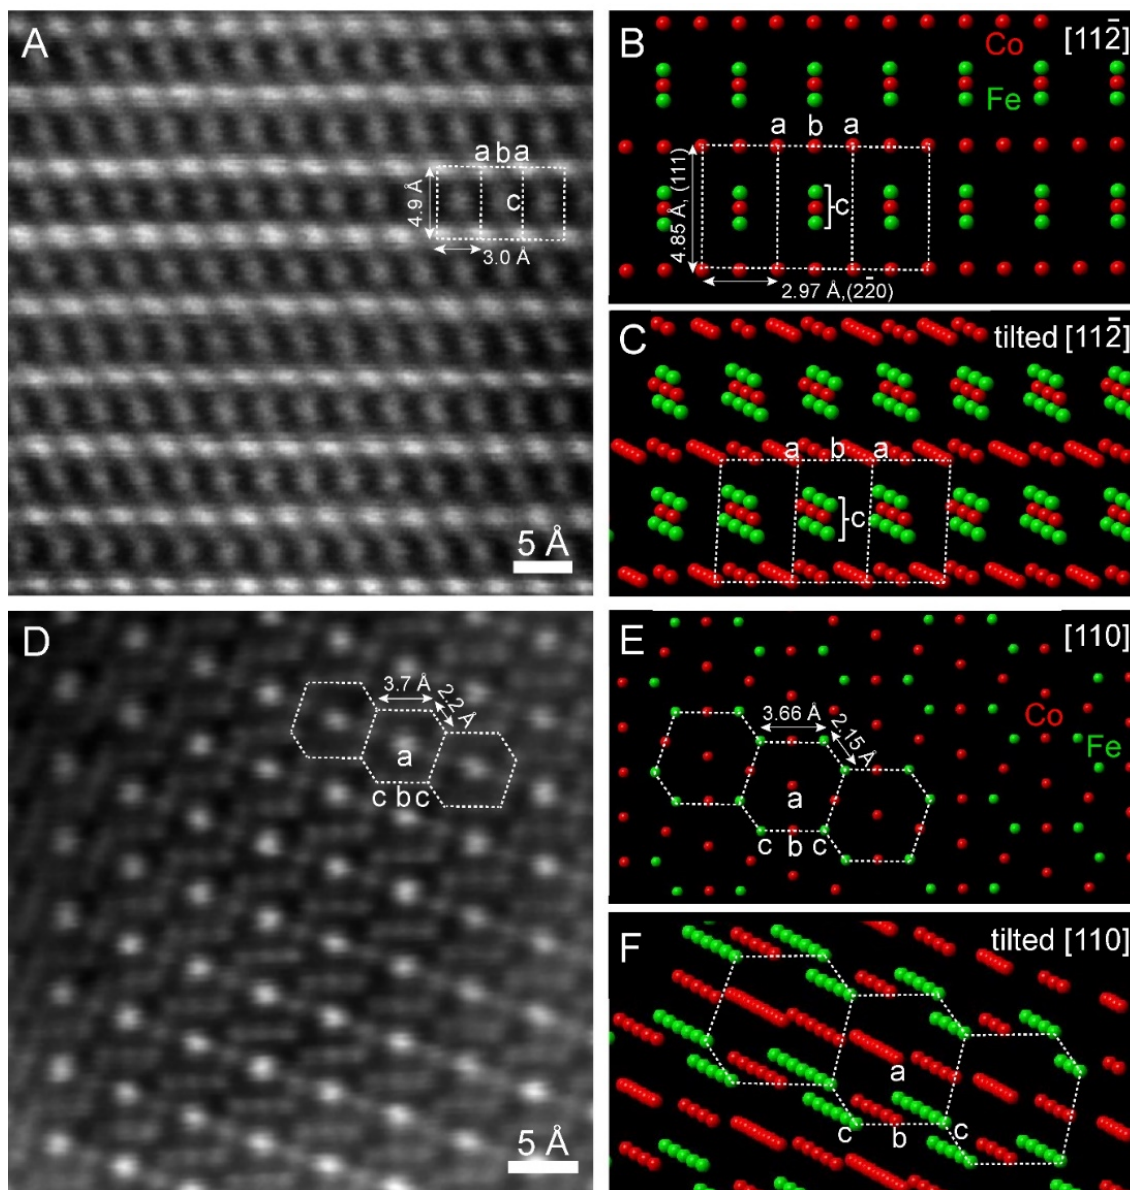 A
a b a
c
4.9 Å
3.0 Å
5 Å
B
[112̄]
Co
Fe
a b a
c
4.85 Å, (111)
2.97 Å,(22̄0)
C
tilted [112̄]
a b a
c
D
3.7 Å
2.2 Å
a
c b c
5 Å
E
[110]
Co
Fe
3.66 Å
2.15 Å
a
c b c
F
tilted [110]
a
c b c